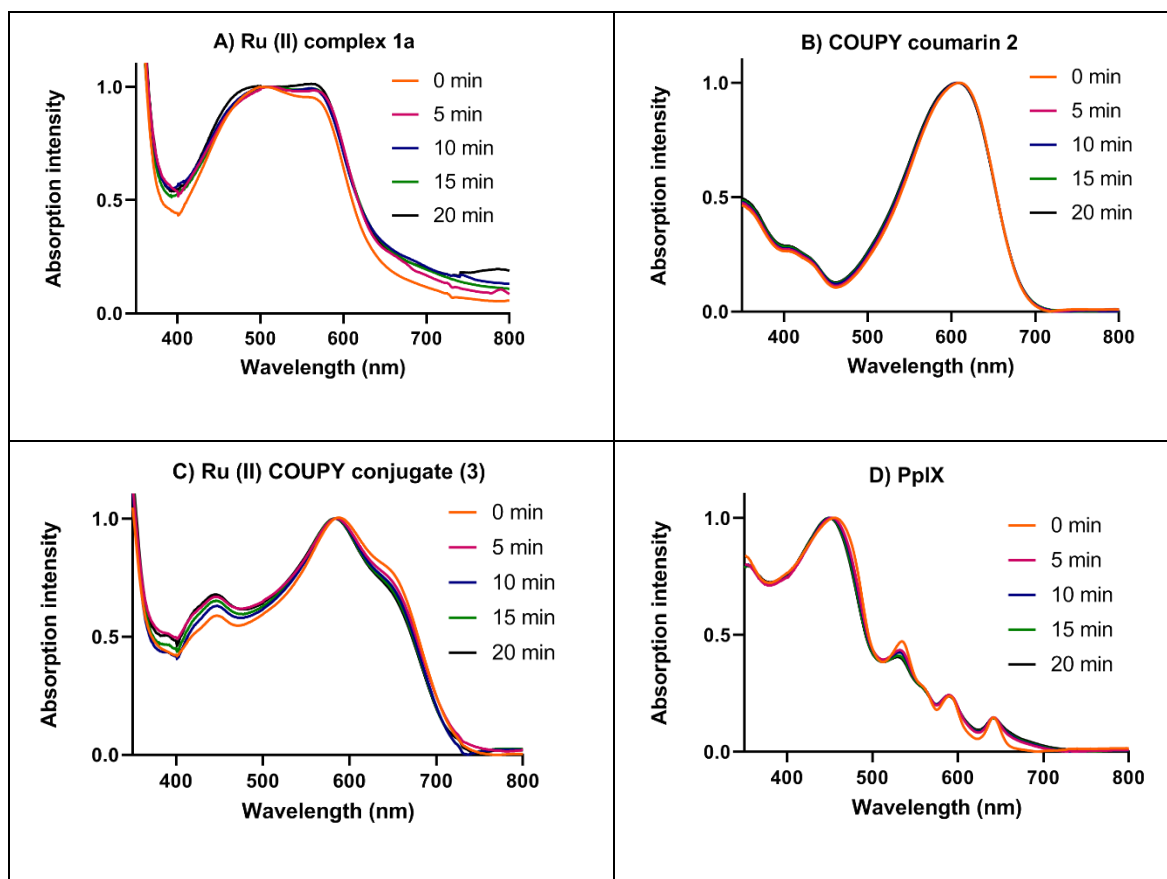 A) Ru (II) complex 1a
Absorption intensity
1.0
0.5
0.0
400 500 600 700 800
Wavelength (nm)
0 min
5 min
10 min
15 min
20 min
B) COUPY coumarin 2
Absorption intensity
1.0
0.5
0.0
400 500 600 700 800
Wavelength (nm)
0 min
5 min
10 min
15 min
20 min
C) Ru (II) COUPY conjugate (3)
Absorption intensity
1.0
0.5
0.0
400 500 600 700 800
Wavelength (nm)
0 min
5 min
10 min
15 min
20 min
D) PpIX
Absorption intensity
1.0
0.5
0.0
400 500 600 700 800
Wavelength (nm)
0 min
5 min
10 min
15 min
20 min